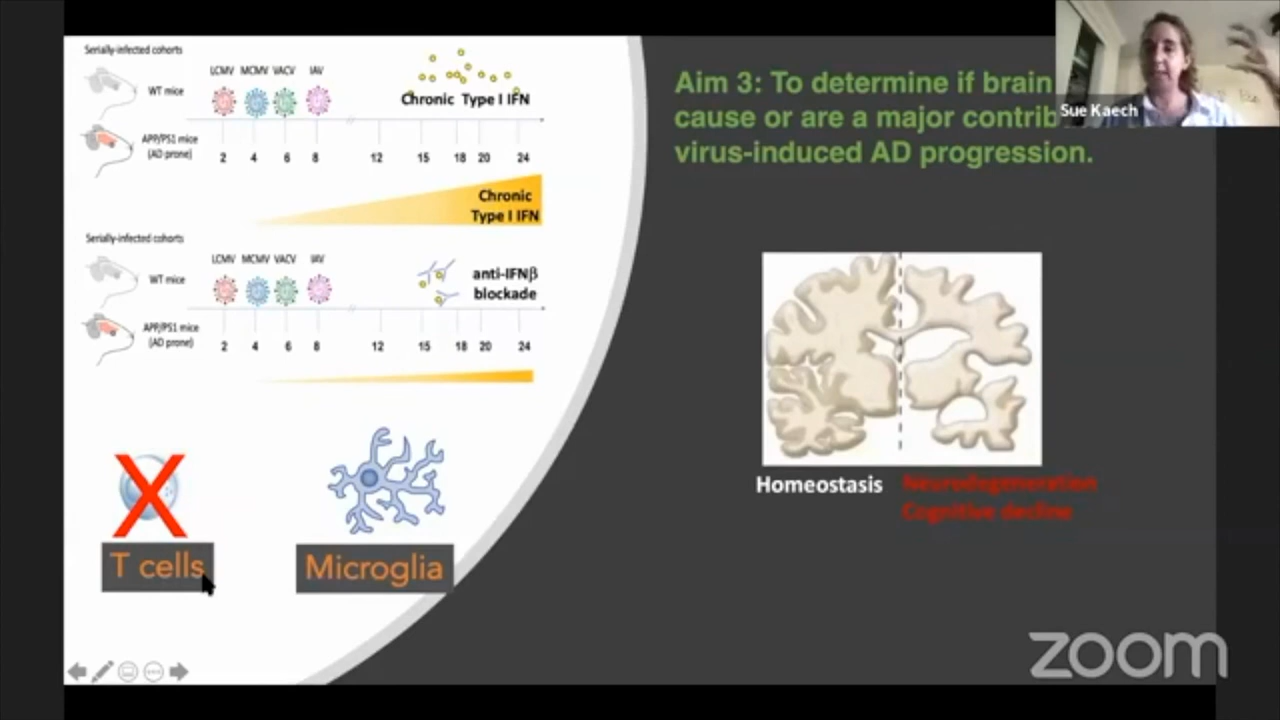 Serially-infected cohorts
LCMV MCMV VACV IAV
WT mice
Chronic Type I IFN
APP/PS1 mice
(AD prone)
2 4 6 8 12 15 18 20 24
Chronic
Type I IFN
Serially-infected cohorts
LCMV MCMV VACV IAV
WT mice
anti-IFNβ
blockade
APP/PS1 mice
(AD prone)
2 4 6 8 12 15 18 20 24
T cells
Microglia
Aim 3: To determine if brain
cause or are a major contrib
virus-induced AD progression.
Sue Kaech
Homeostasis
Neurodegeneration
Cognitive decline
zoom